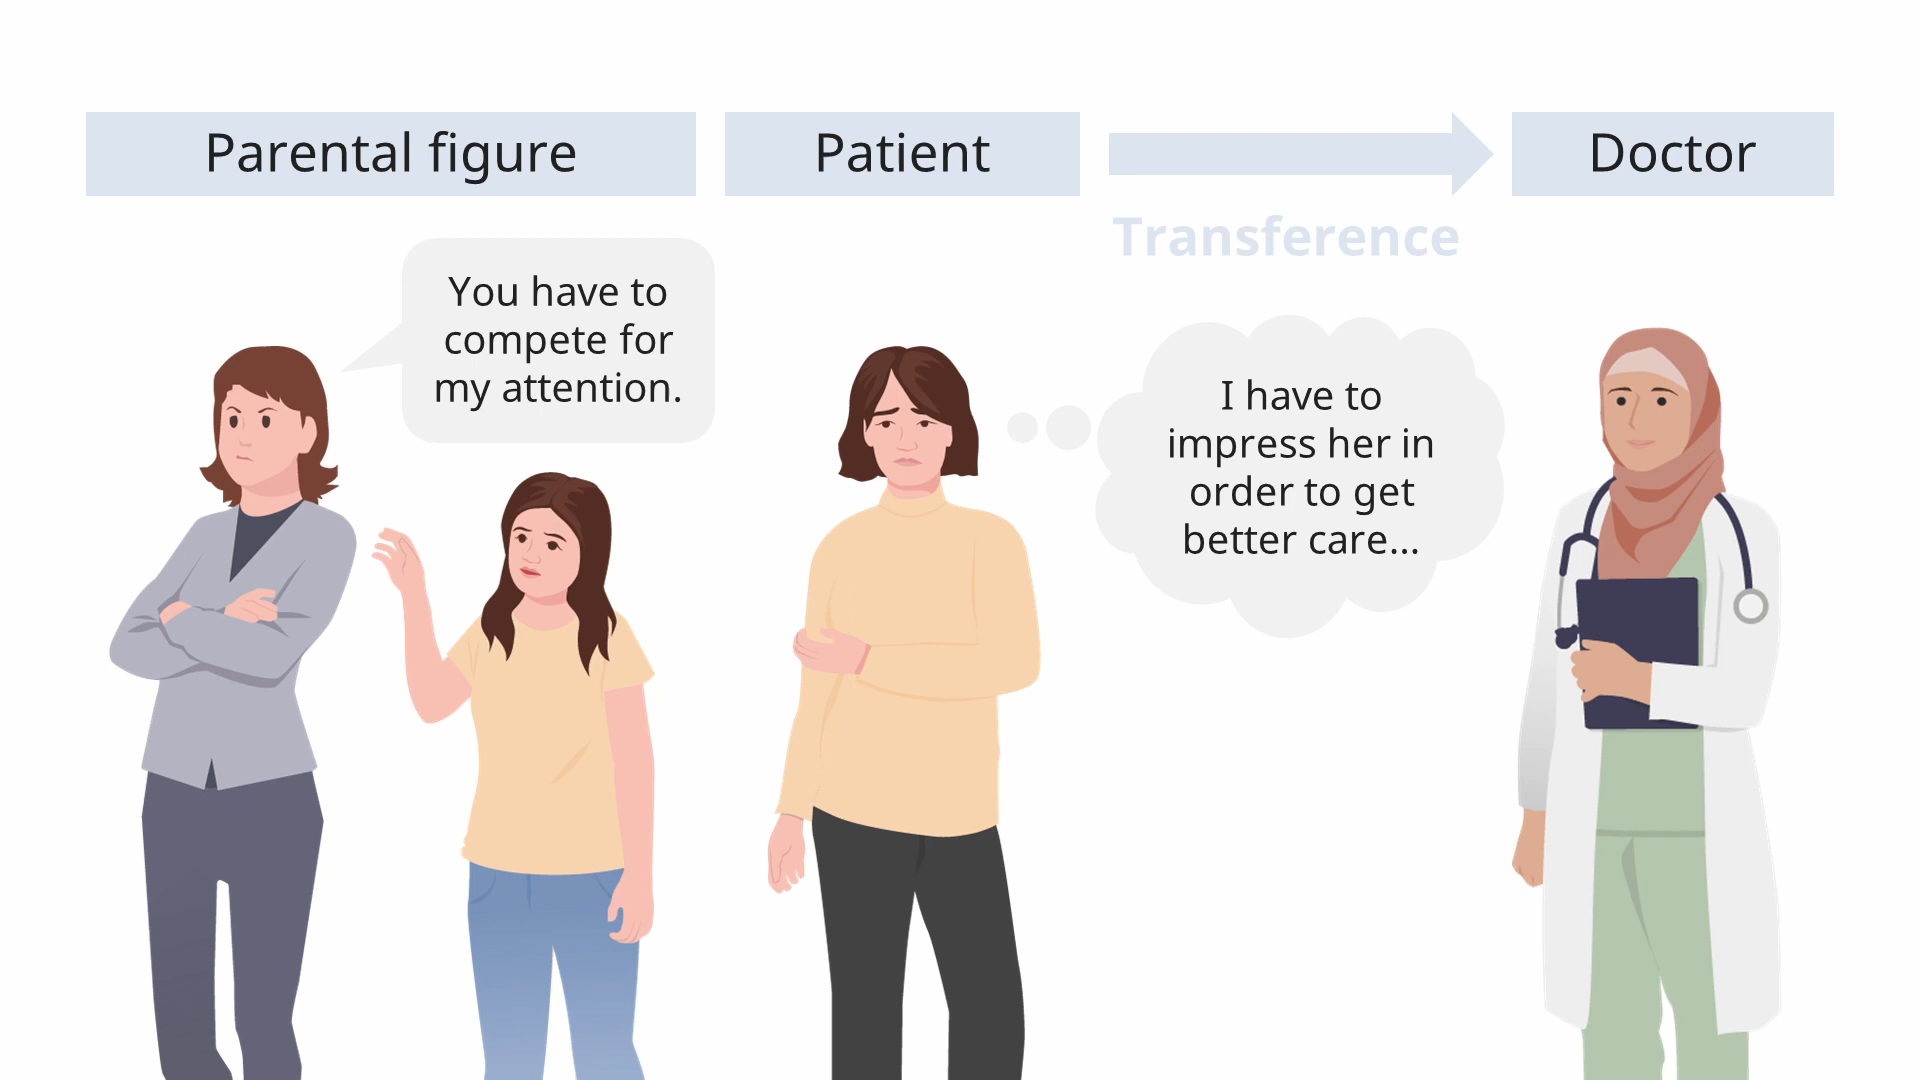 Parental figure
Patient
Doctor
Transference
You have to
compete for
my attention.
I have to
impress her in
order to get
better care...